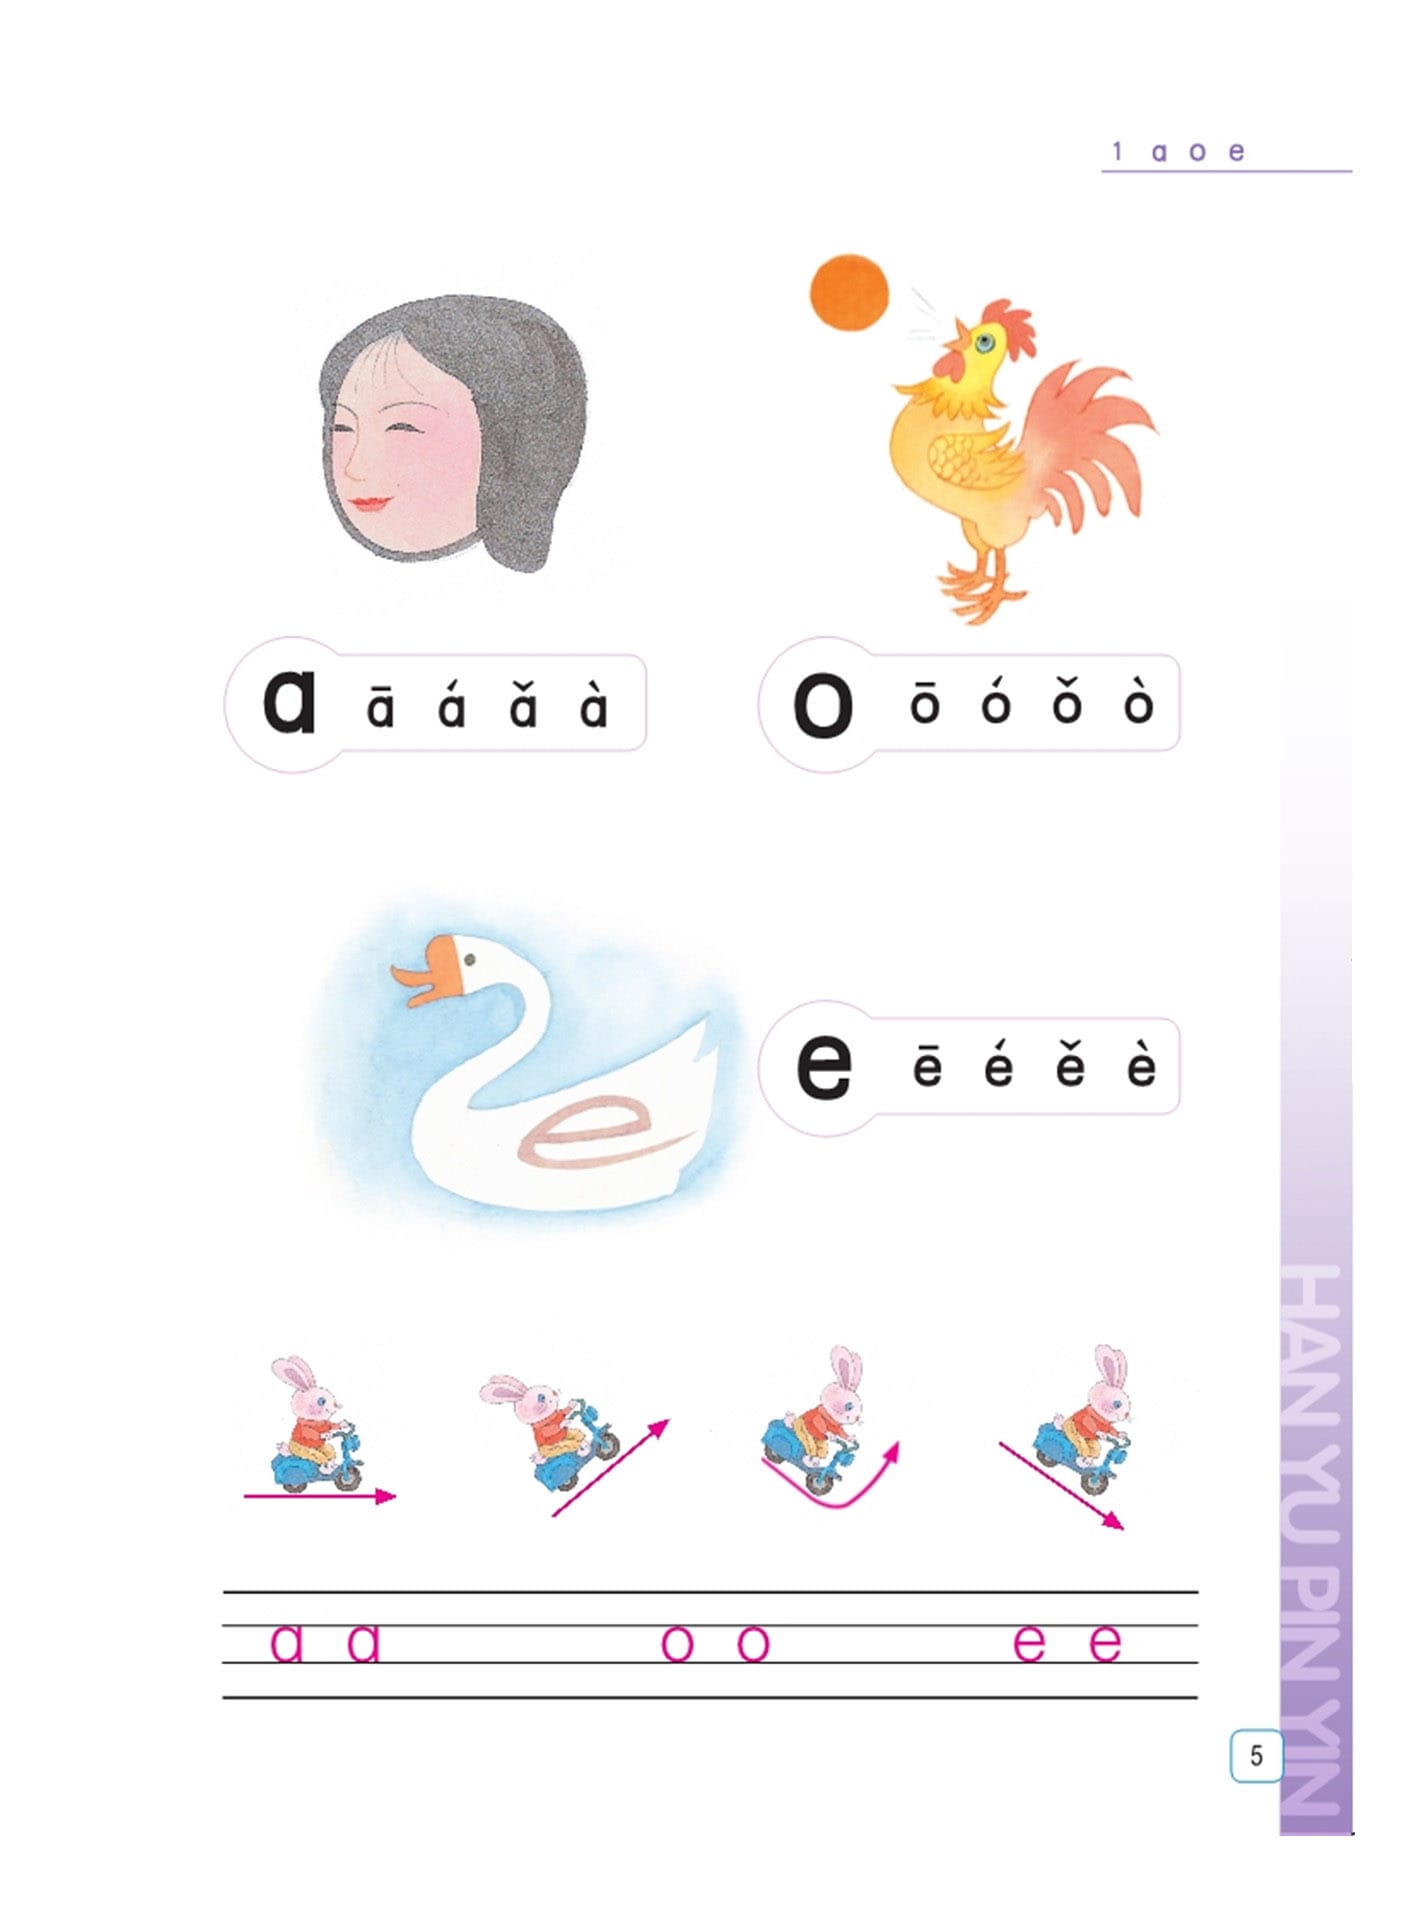 1 a o e
a ā á ǎ à
o ō ó ǒ ò
e
e ē é ě è
a a o o e e
5
HAN YU PIN YIN